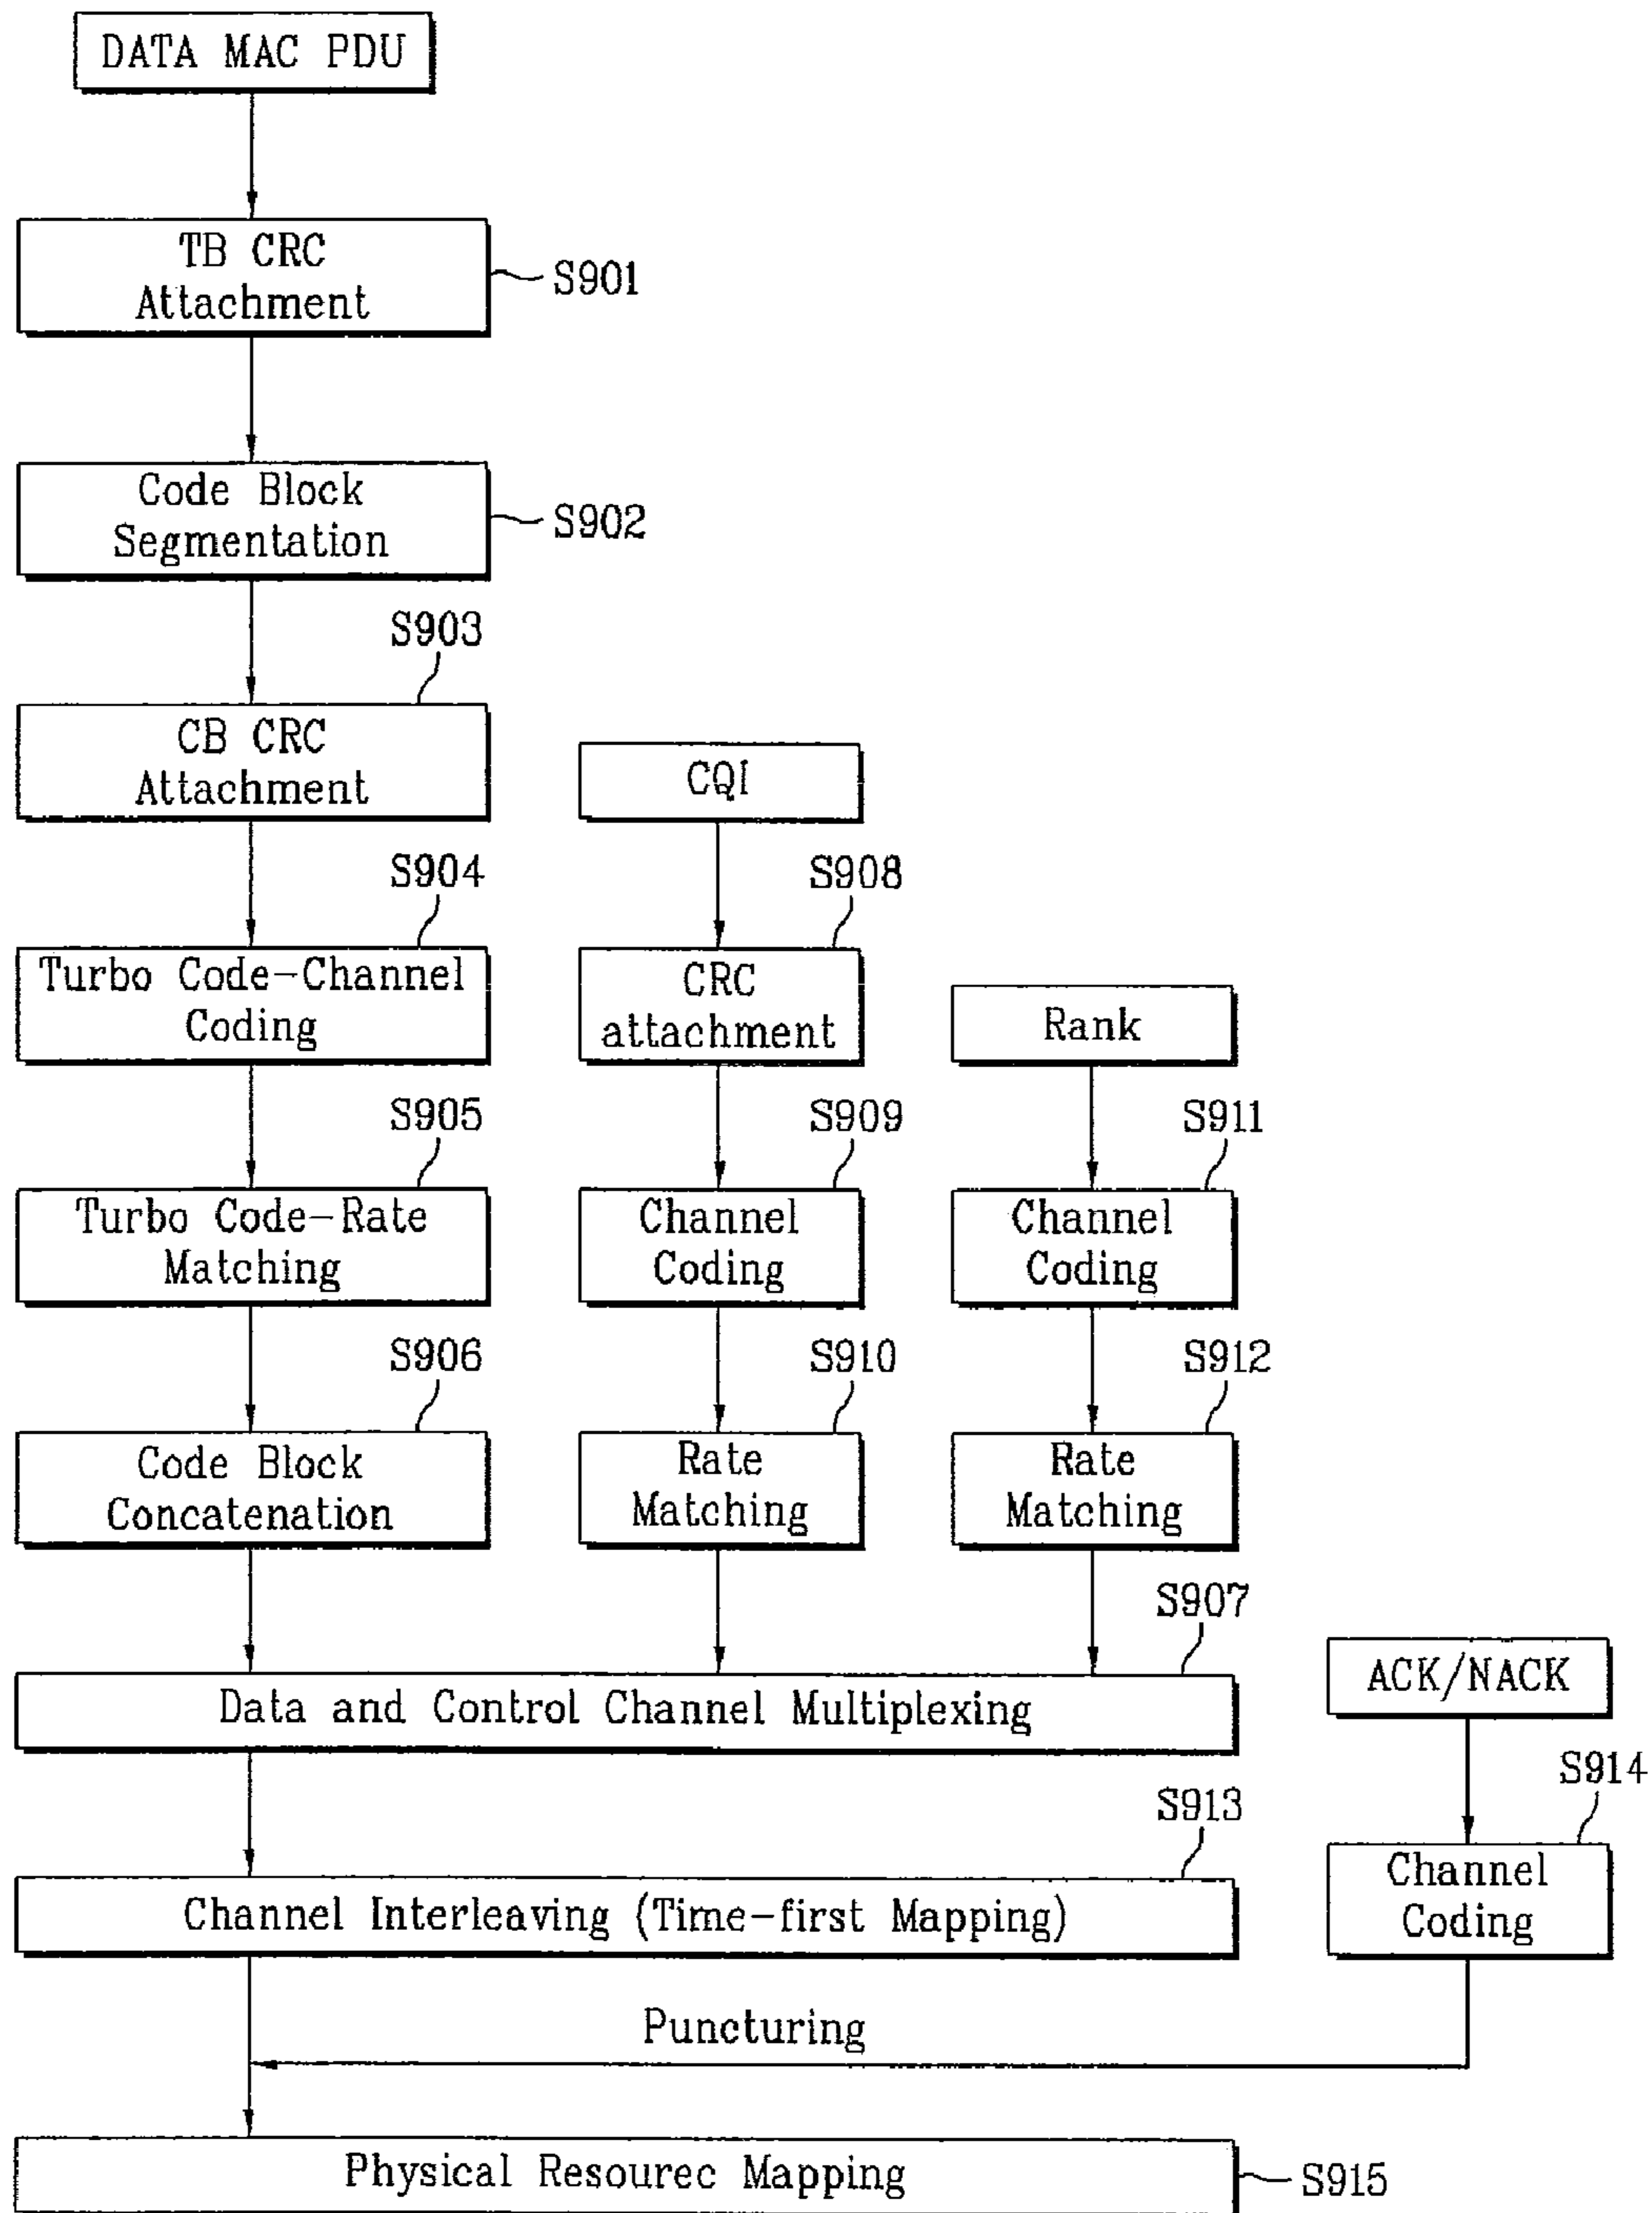 DATA MAC PDU
TB CRC
Attachment
S901
Code Block
Segmentation
S902
S903
CB CRC
Attachment
CQI
S904
S908
Turbo Code-Channel
Coding
CRC
attachment
Rank
S905
S909
S911
Turbo Code-Rate
Matching
Channel
Coding
Channel
Coding
S906
S910
S912
Code Block
Concatenation
Rate
Matching
Rate
Matching
S907
Data and Control Channel Multiplexing
ACK/NACK
S914
S913
Channel Interleaving (Time-first Mapping)
Channel
Coding
Puncturing
Physical Resourec Mapping
S915